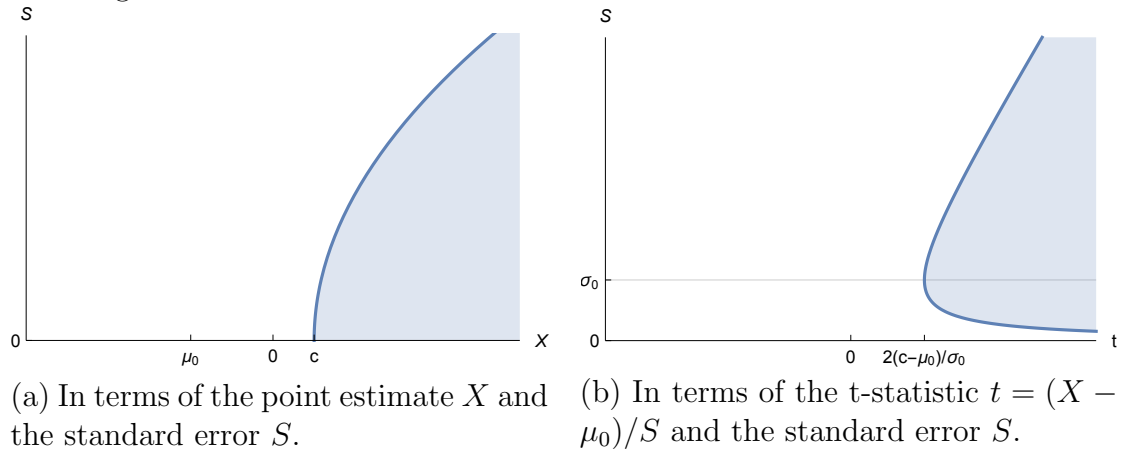 S
0
μ₀
0
c
X
S
σ₀
0
0
2(c-μ₀)/σ₀
t
(a) In terms of the point estimate X and
the standard error S.
(b) In terms of the t-statistic t = (X −
μ₀)/S and the standard error S.